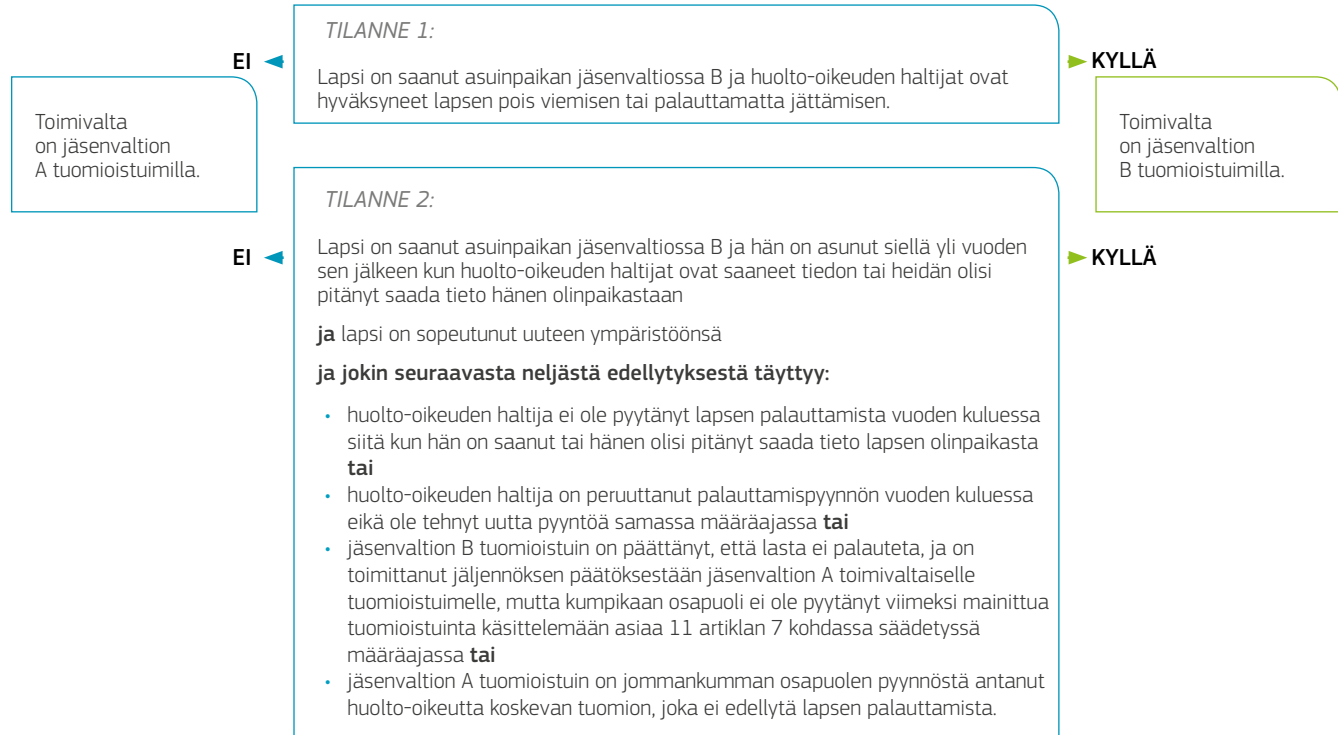 TILANNE 1:
EI
KYLLÄ
Lapsi on saanut asuinpaikan jäsenvaltiossa B ja huolto-oikeuden haltijat ovat
hyväksyneet lapsen pois viemisen tai palauttamatta jättämisen.
Toimivalta
on jäsenvaltion
A tuomioistuimilla.
Toimivalta
on jäsenvaltion
B tuomioistuimilla.
TILANNE 2:
EI
KYLLÄ
Lapsi on saanut asuinpaikan jäsenvaltiossa B ja hän on asunut siellä yli vuoden
sen jälkeen kun huolto-oikeuden haltijat ovat saaneet tiedon tai heidän olisi
pitänyt saada tieto hänen olinpaikastaan
ja lapsi on sopeutunut uuteen ympäristöönsä
ja jokin seuraavasta neljästä edellytyksestä täyttyy:
• huolto-oikeuden haltija ei ole pyytänyt lapsen palauttamista vuoden kuluessa
siitä kun hän on saanut tai hänen olisi pitänyt saada tieto lapsen olinpaikasta
tai
• huolto-oikeuden haltija on peruuttanut palauttamispyynnön vuoden kuluessa
eikä ole tehnyt uutta pyyntöä samassa määräajassa tai
• jäsenvaltion B tuomioistuin on päättänyt, että lasta ei palauteta, ja on
toimittanut jäljennöksen päätöksestään jäsenvaltion A toimivaltaiselle
tuomioistuimelle, mutta kumpikaan osapuoli ei ole pyytänyt viimeksi mainittua
tuomioistuinta käsittelemään asiaa 11 artiklan 7 kohdassa säädetyssä
määräajassa tai
• jäsenvaltion A tuomioistuin on jommankumman osapuolen pyynnöstä antanut
huolto-oikeutta koskevan tuomion, joka ei edellytä lapsen palauttamista.